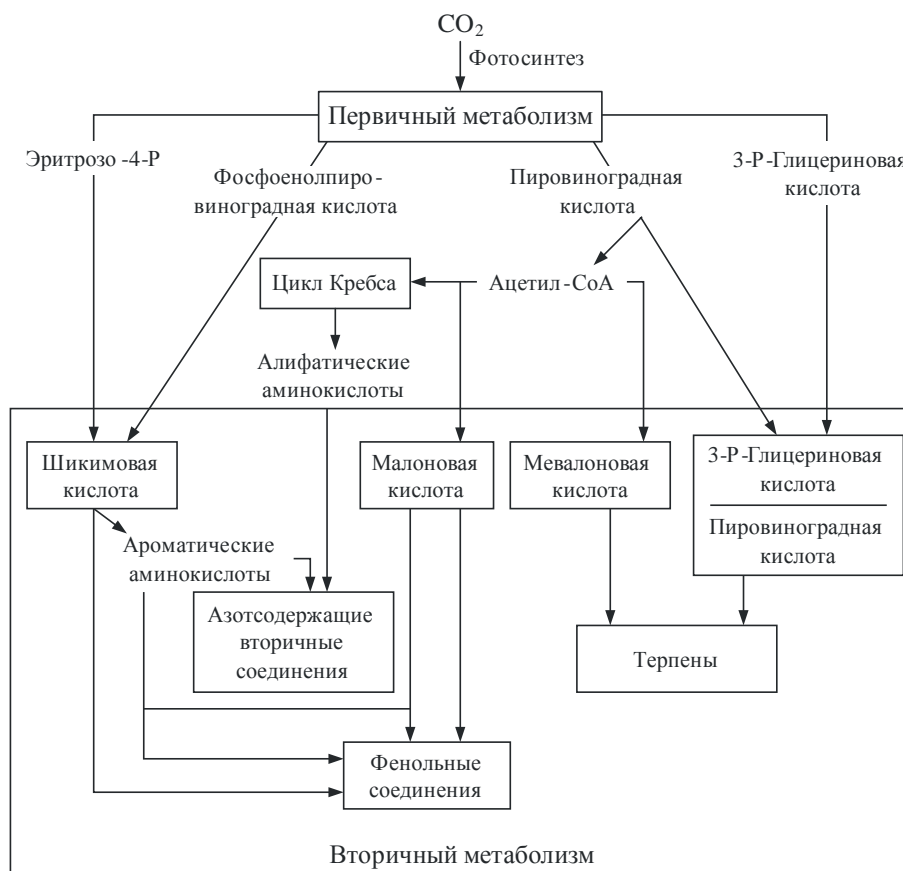 CO₂
Фотосинтез
Первичный метаболизм
Эритрозо -4-Р
Фосфоенолпиро-
виноградная кислота
Пировиноградная
кислота
3-Р-Глицериновая
кислота
Цикл Кребса
Ацетил-СоА
Алифатические
аминокислоты
Шикимовая
кислота
Малоновая
кислота
Мевалоновая
кислота
3-Р-Глицериновая
кислота
Пировиноградная
кислота
Ароматические
аминокислоты
Азотсодержащие
вторичные
соединения
Терпены
Фенольные
соединения
Вторичный метаболизм